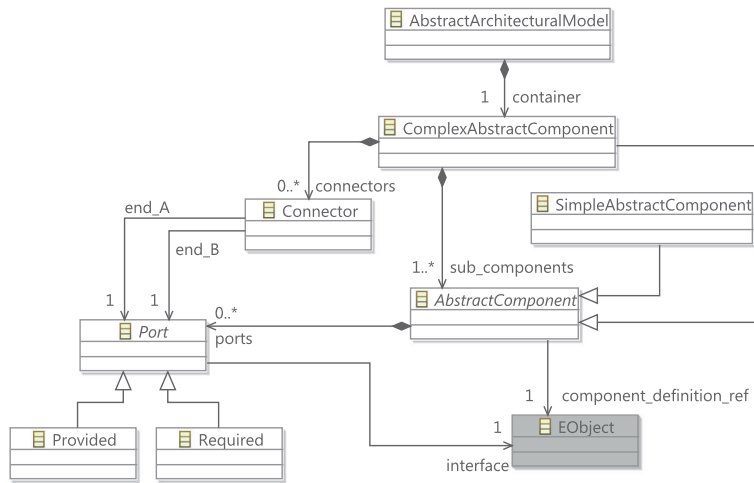 AbstractArchitecturalModel
1 container
ComplexAbstractComponent
0..* connectors
end_A
Connector
SimpleAbstractComponent
end_B
1..* sub_components
AbstractComponent
1 1 0..*
Port
ports
component_definition_ref
1
1
EObject
Provided
Required
interface